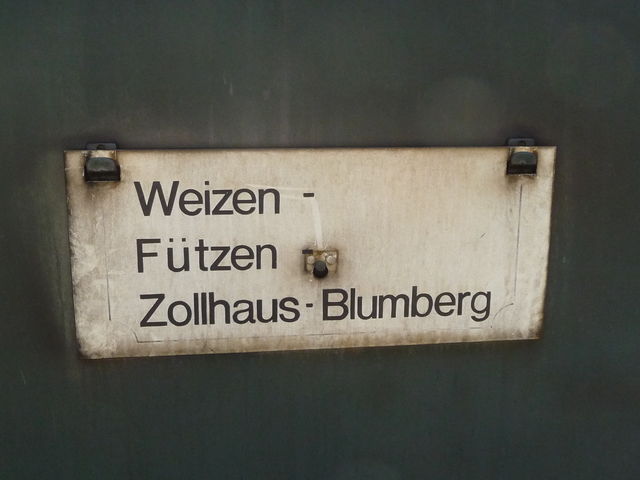 Weizen -
Fützen -
Zollhaus-Blumberg